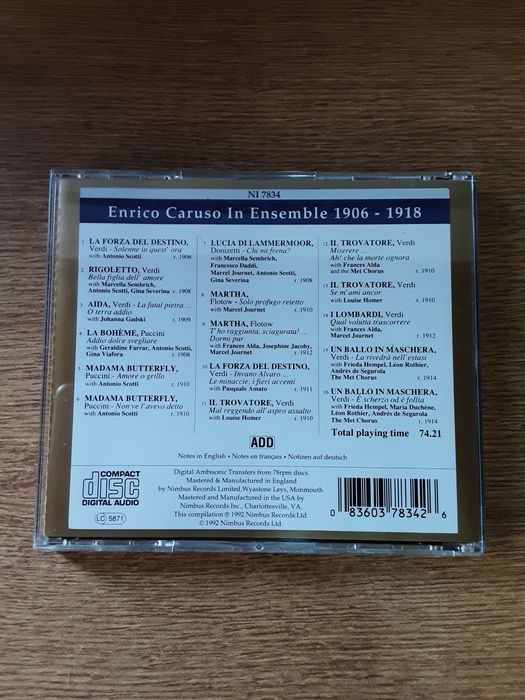 NI 7834
Enrico Caruso In Ensemble 1906 - 1918
1 LA FORZA DEL DESTINO,
Verdi - Solenne in quest' ora
with Antonio Scotti r. 1906
2 RIGOLETTO, Verdi
Bella figlia dell' amore
with Marcella Sembrich,
Antonio Scotti, Gina Severina r. 1908
3 AIDA, Verdi - La fatal pietra ...
O terra addio
with Johanna Gadski r. 1909
4 LA BOHÈME, Puccini
Addio dolce svegliare
with Geraldine Farrar, Antonio Scotti,
Gina Viafora r. 1908
5 MADAMA BUTTERFLY,
Puccini - Amore o grillo
with Antonio Scotti r. 1910
6 MADAMA BUTTERFLY,
Puccini - Non ve l'avevo detto
with Antonio Scotti r. 1910
7 LUCIA DI LAMMERMOOR,
Donizetti - Chi mi frena?
with Marcella Sembrich,
Francesco Daddi,
Marcel Journet, Antonio Scotti,
Gina Severina r. 1908
8 MARTHA,
Flotow - Solo profugo reietto
with Marcel Journet r. 1910
9 MARTHA, Flotow
T'ho raggiunta, sciagurata! ...
Dormi pur
with Frances Alda, Josephine Jacoby,
Marcel Journet r. 1912
10 LA FORZA DEL DESTINO,
Verdi - Invano Alvaro ...
Le minaccie, i fieri accenti
with Pasquale Amato r. 1911
11 IL TROVATORE, Verdi
Mal reggendo all'aspro assalto
with Louise Homer r. 1910
12 IL TROVATORE, Verdi
Miserere ...
Ah! che la morte ognora
with Frances Alda
and the Met Chorus r. 1910
13 IL TROVATORE, Verdi
Se m'ami ancor
with Louise Homer r. 1910
14 I LOMBARDI, Verdi
Qual volutta trascorrere
with Frances Alda,
Marcel Journet r. 1912
UN BALLO IN MASCHERA,
Verdi - La rivedrà nell'estasi
with Frieda Hempel, Léon Rothier,
Andrés de Segurola
The Met Chorus r. 1914
UN BALLO IN MASCHERA,
Verdi - È scherzo od è follia
with Frieda Hempel, Maria Duchêne,
Léon Rothier, Andrés de Segurola
The Met Chorus r. 1914
Total playing time 74.21
ADD
Notes in English • Notes en français • Notizen auf deutsch
COMPACT
disc
DIGITAL AUDIO
LC 5871
Digital Ambisonic Transfers from 78rpm discs.
Mastered & Manufactured in England
by Nimbus Records Limited, Wyastone Leys, Monmouth.
Mastered and Manufactured in the USA by
Nimbus Records Inc., Charlottesville, VA.
This compilation ℗ 1992 Nimbus Records Ltd.
© 1992 Nimbus Records Ltd.
0 83603 78342 6